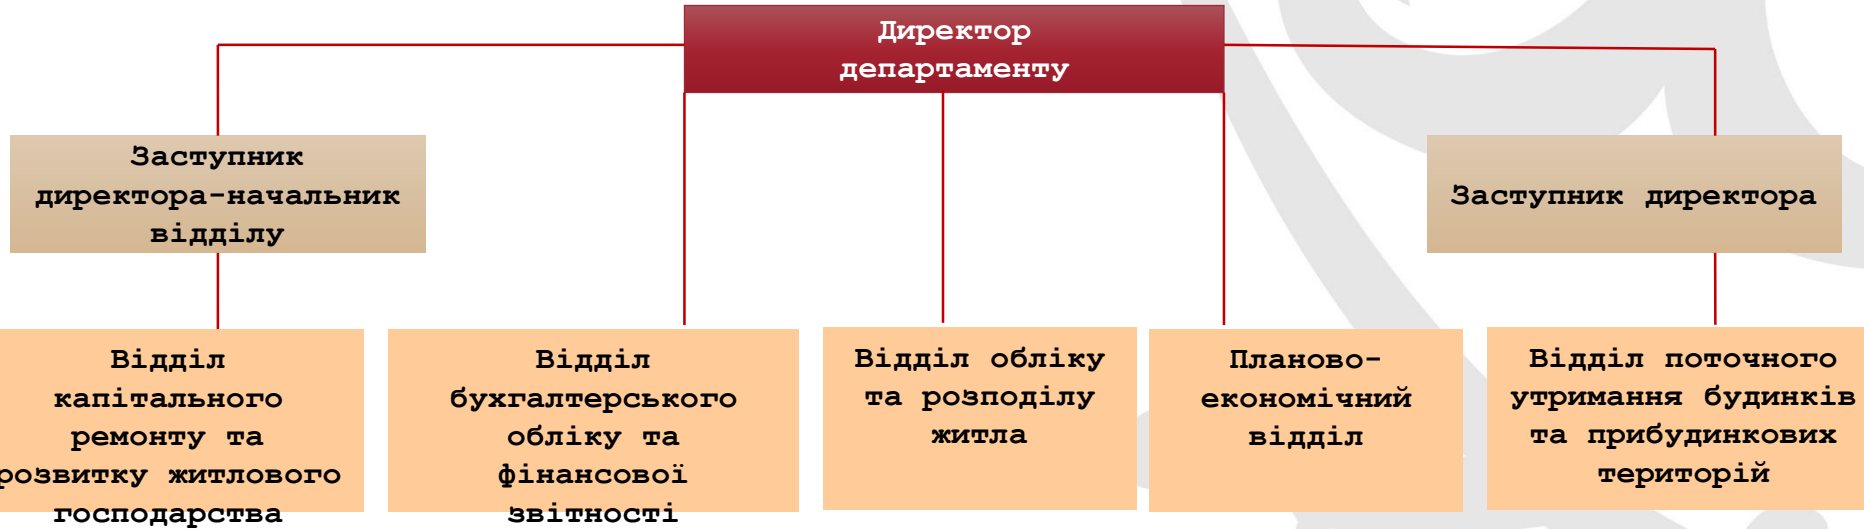 Директор
департаменту
Заступник
директора-начальник
відділу
Заступник директора
Відділ
капітального
ремонту та
розвитку житлового
господарства
Відділ
бухгалтерського
обліку та
фінансової
звітності
Відділ обліку
та розподілу
житла
Планово-
економічний
відділ
Відділ поточного
утримання будинків
та прибудинкових
територій